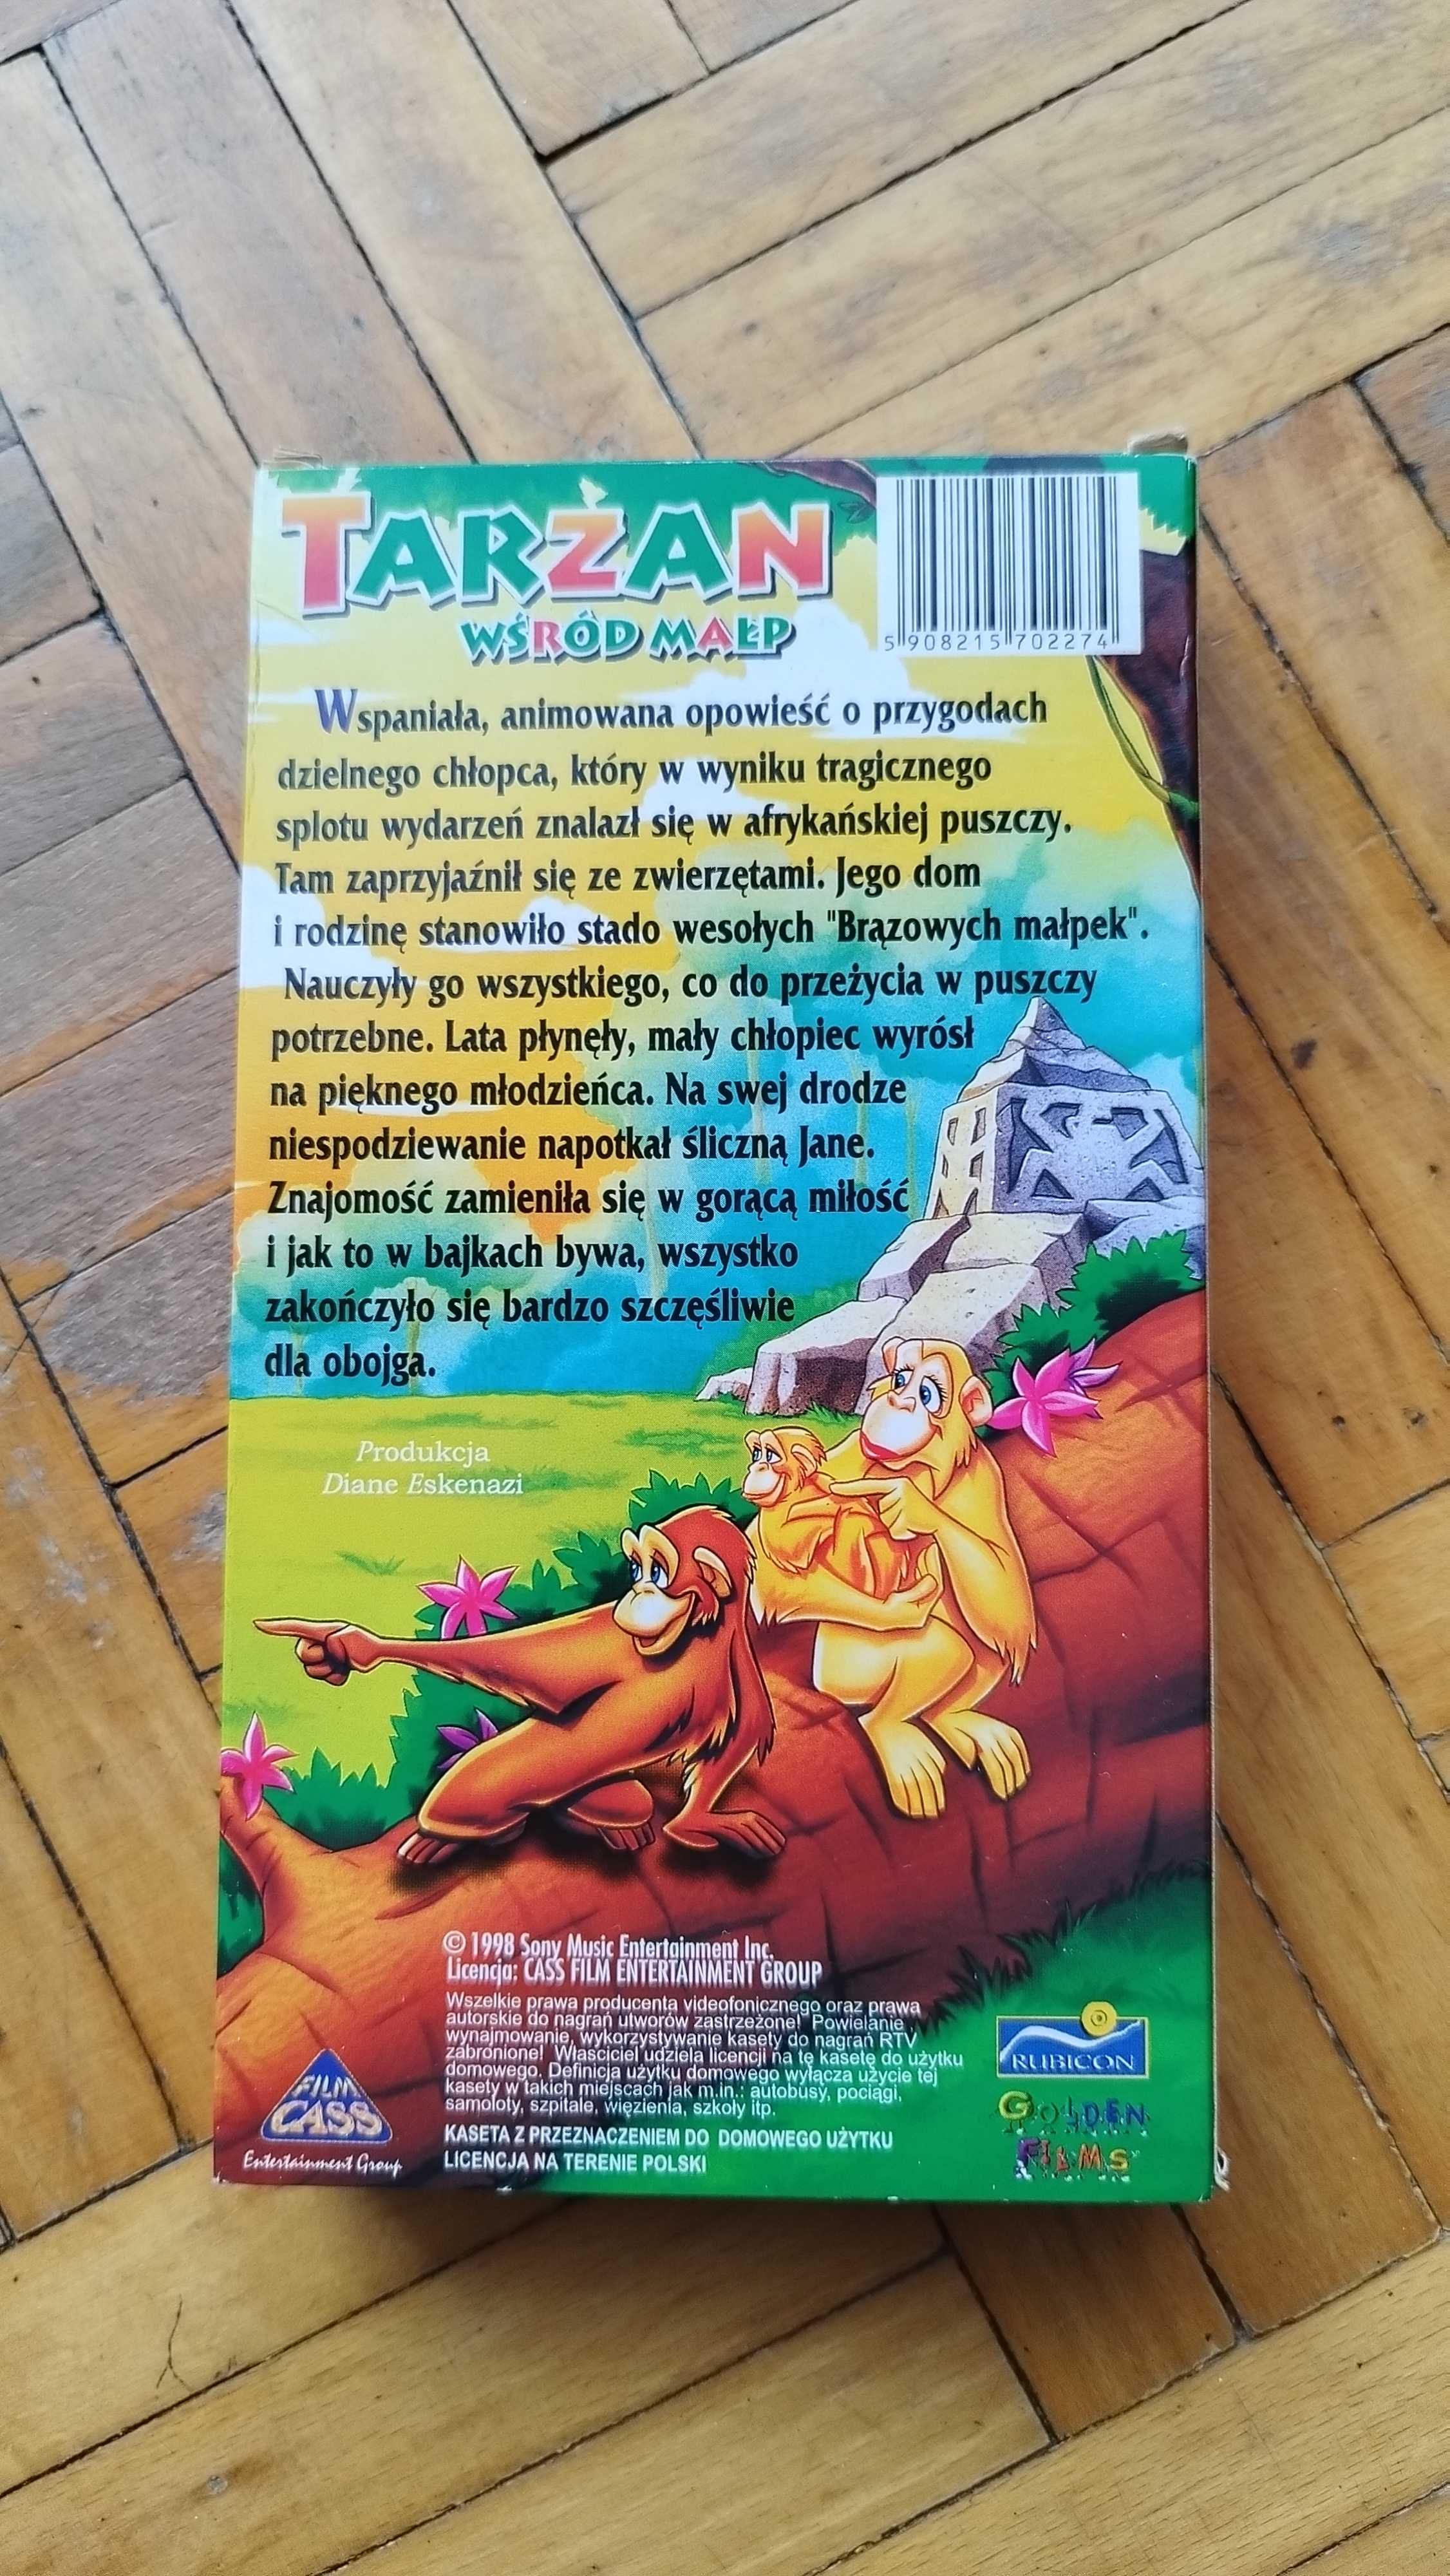 TARZAN
WŚRÓD MAŁP
5 908215 702274
Wspaniała, animowana opowieść o przygodach
dzielnego chłopca, który w wyniku tragicznego
splotu wydarzeń znalazł się w afrykańskiej puszczy.
Tam zaprzyjaźnił się ze zwierzętami. Jego dom
i rodzinę stanowiło stado wesołych "Brązowych małpek".
Nauczyły go wszystkiego, co do przeżycia w puszczy
potrzebne. Lata płynęły, mały chłopiec wyrósł
na pięknego młodzieńca. Na swej drodze
niespodziewanie napotkał śliczną Jane.
Znajomość zamieniła się w gorącą miłość
i jak to w bajkach bywa, wszystko
zakończyło się bardzo szczęśliwie
dla obojga.
Produkcja
Diane Eskenazi
© 1998 Sony Music Entertainment Inc.
Licencja: CASS FILM ENTERTAINMENT GROUP
Wszelkie prawa producenta videofonicznego oraz prawa
autorskie do nagrań utworów zastrzeżone! Powielanie,
wynajmowanie, wykorzystywanie kasety do nagrań RTV
zabronione! Właściciel udziela licencji na tę kasetę do użytku
domowego. Definicja użytku domowego wyłącza użycie tej
kasety w takich miejscach jak m.in.: autobusy, pociągi,
samoloty, szpitale, więzienia, szkoły itp.
KASETA Z PRZEZNACZENIEM DO DOMOWEGO UŻYTKU
LICENCJA NA TERENIE POLSKI
FILM
CASS
Entertainment Group
RUBICON
GOLDEN
FILMS